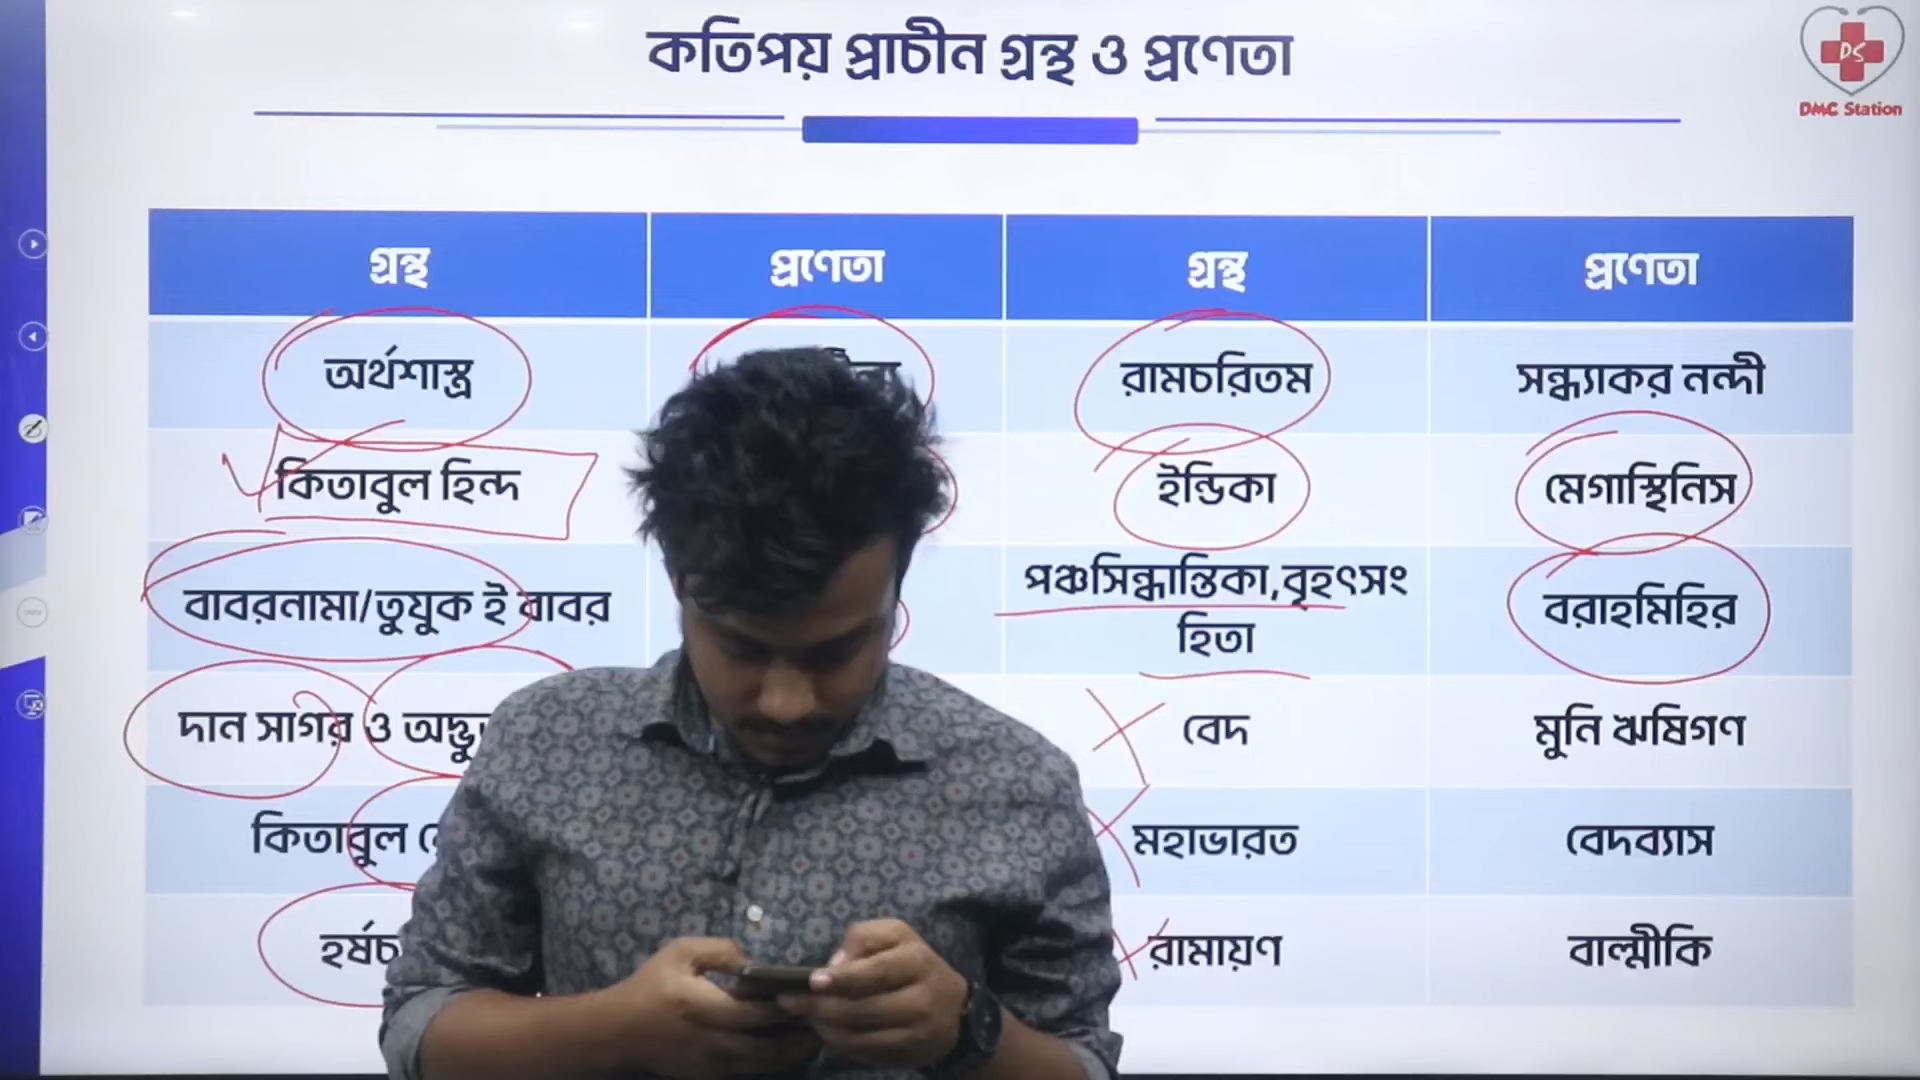 কতিপয় প্রাচীন গ্রন্থ ও প্রণেতা
DS
DMC Station
গ্রন্থ প্রণেতা গ্রন্থ প্রণেতা
অর্থশাস্ত্র রামচরিতম সন্ধ্যাকর নন্দী
কিতাবুল হিন্দ ইন্ডিকা মেগাস্থিনিস
বাবরনামা/তুযুক ই বাবর পঞ্চসিন্ধান্তিকা,বৃহৎসং
হিতা বরাহমিহির
দান সাগর ও বেদ মুনি ঋষিগণ
কিতাবুল মহাভারত বেদব্যাস
রামায়ণ বাল্মীকি